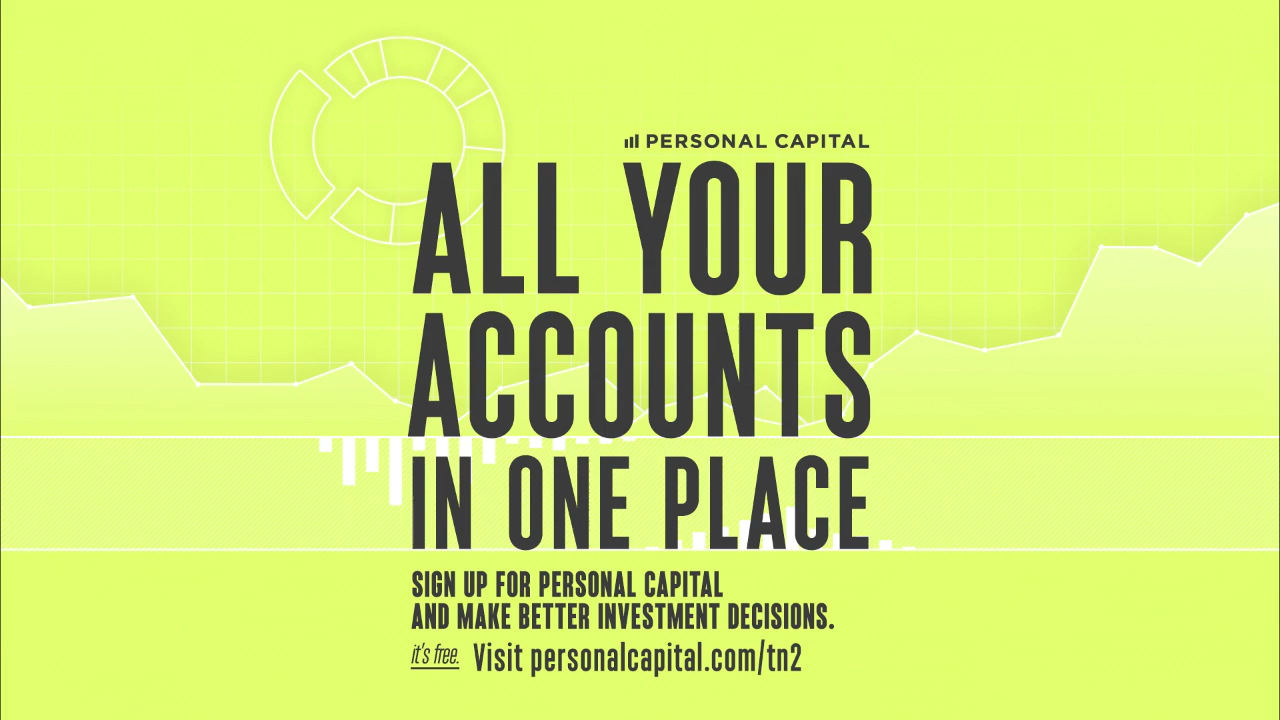 PERSONAL CAPITAL
ALL YOUR
ACCOUNTS
IN ONE PLACE
SIGN UP FOR PERSONAL CAPITAL
AND MAKE BETTER INVESTMENT DECISIONS.
it's free. Visit personalcapital.com/tn2